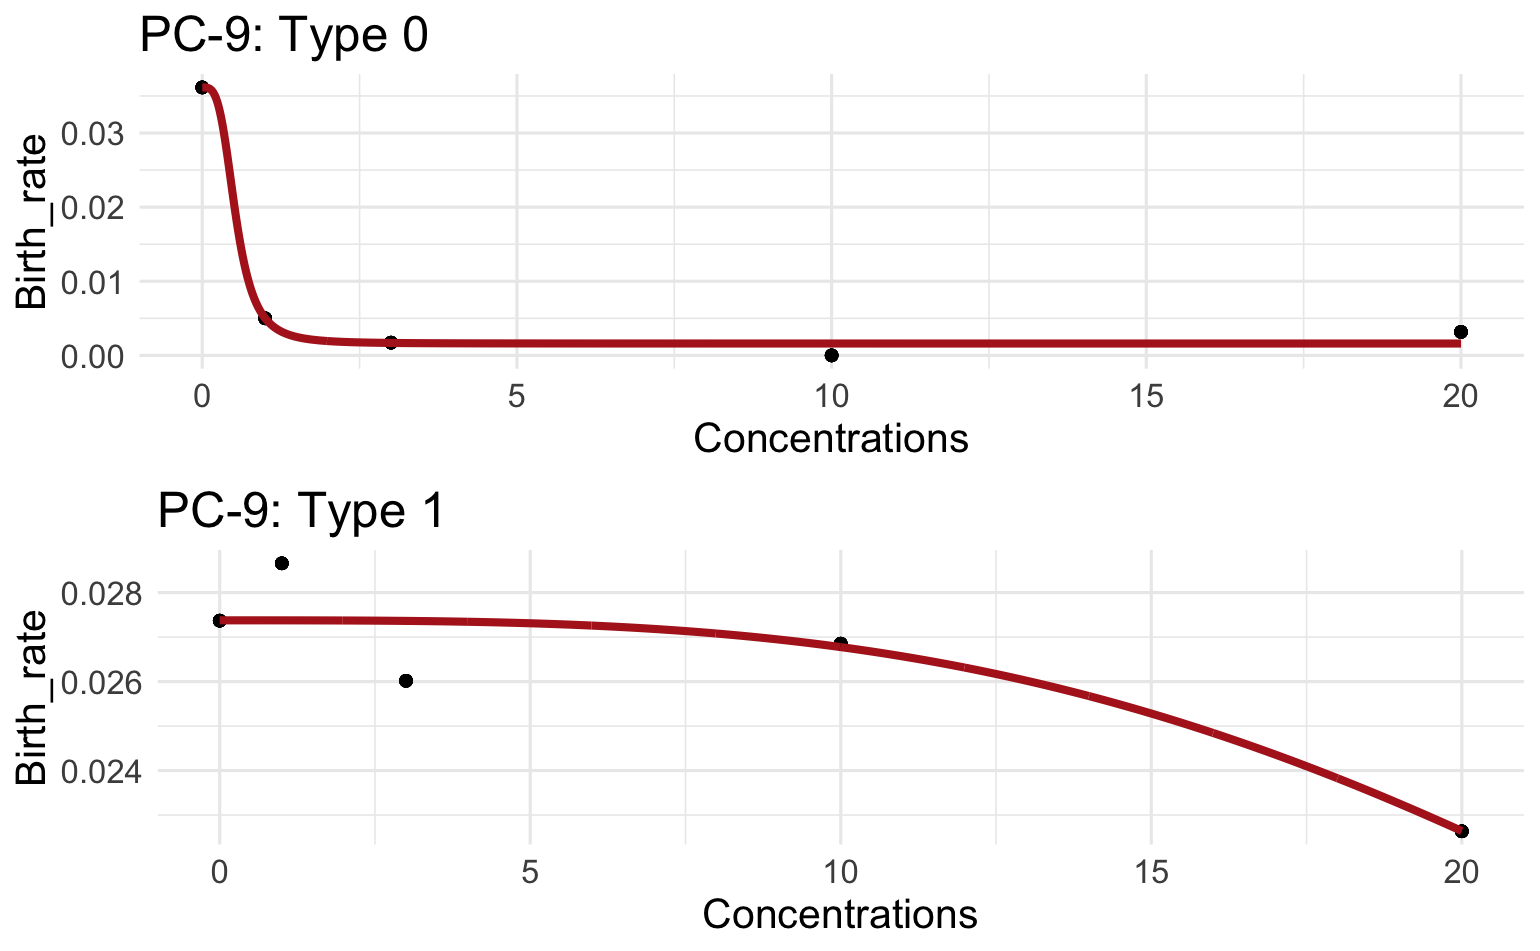 PC-9: Type 0
Birth_rate
0.03
0.02
0.01
0.00
0 5 10 15 20
Concentrations
PC-9: Type 1
Birth_rate
0.028
0.026
0.024
0 5 10 15 20
Concentrations